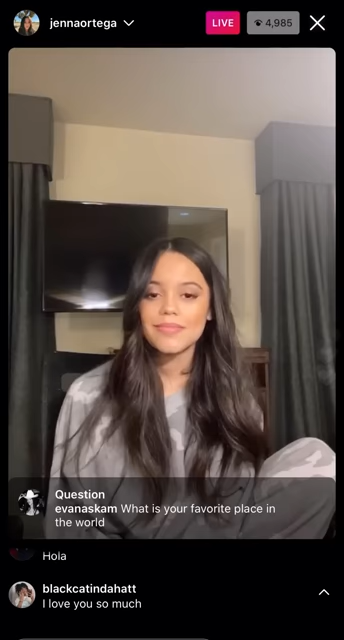 jennaortega
LIVE
4,985
Question
evanaskam What is your favorite place in
the world
Hola
blackcatindahatt
I love you so much